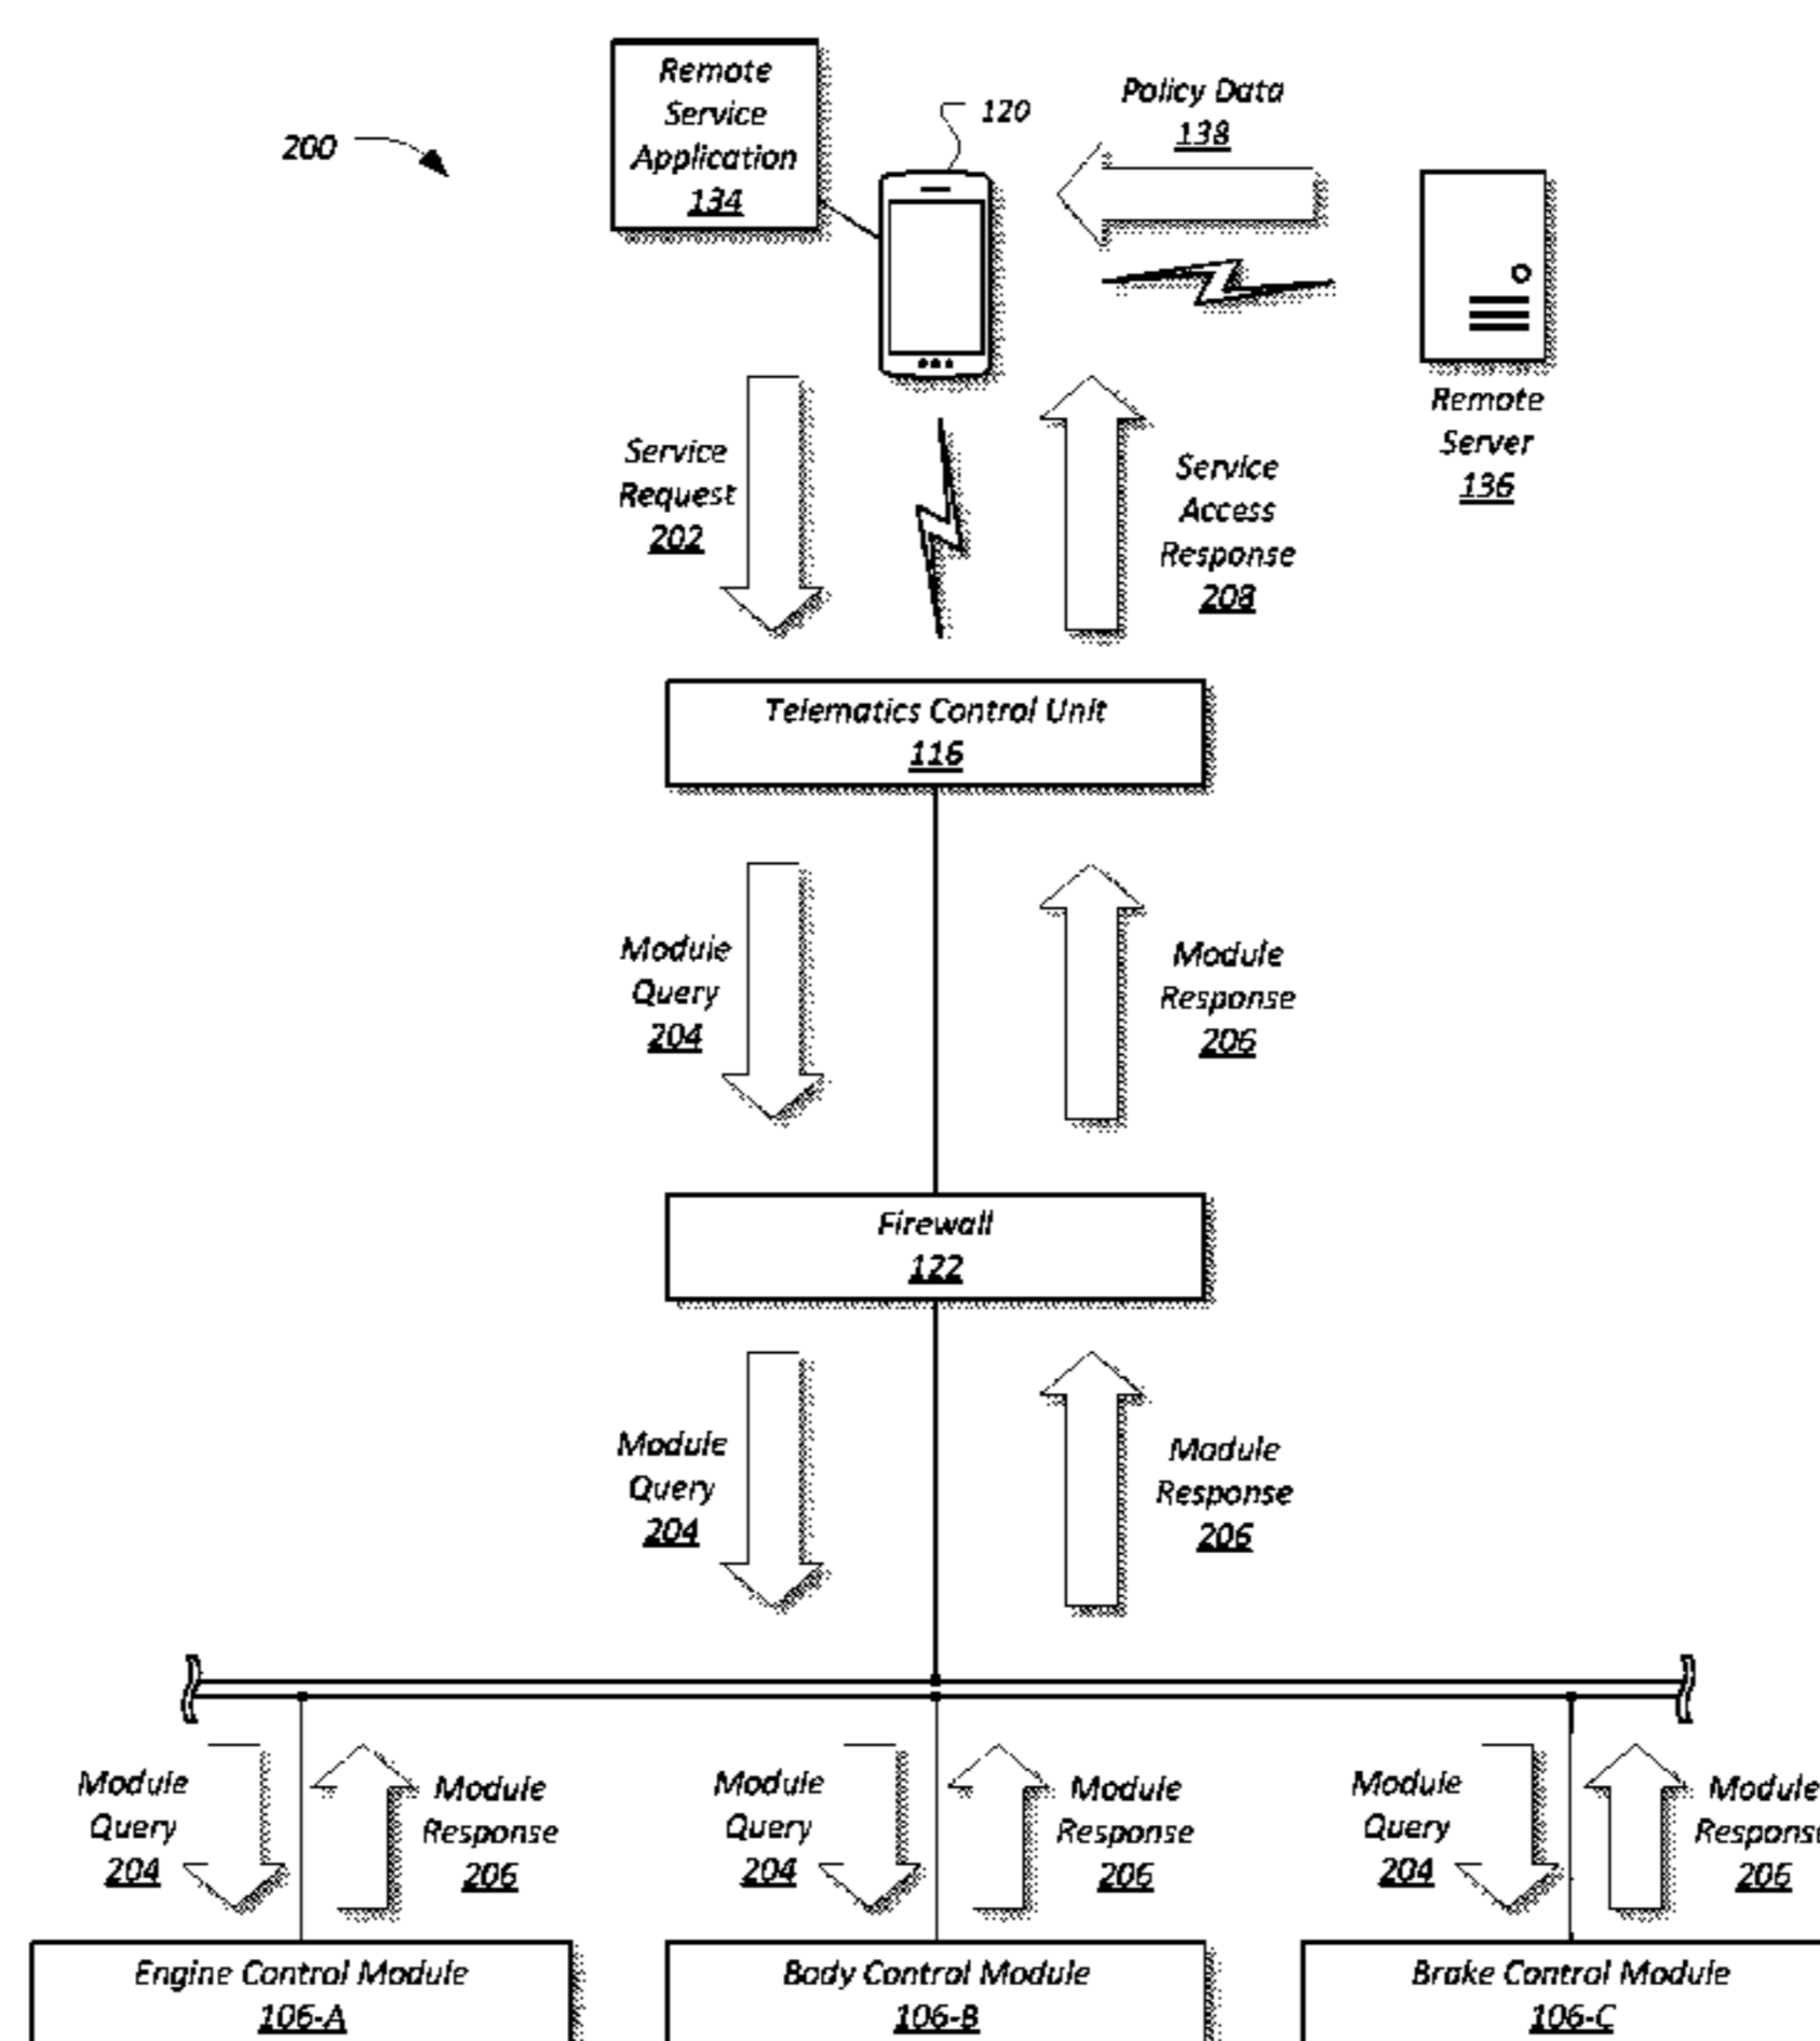 Remote
Service
Application
134
120
Policy Data
138
200
Remote
Server
136
Service
Request
202
Service
Access
Response
208
Telematics Control Unit
116
Module
Query
204
Module
Response
206
Firewall
122
Module
Query
204
Module
Response
206
Module
Query
204
Module
Response
206
Module
Query
204
Module
Response
206
Module
Query
204
Module
Response
206
Engine Control Module
106-A
Body Control Module
106-B
Brake Control Module
106-C